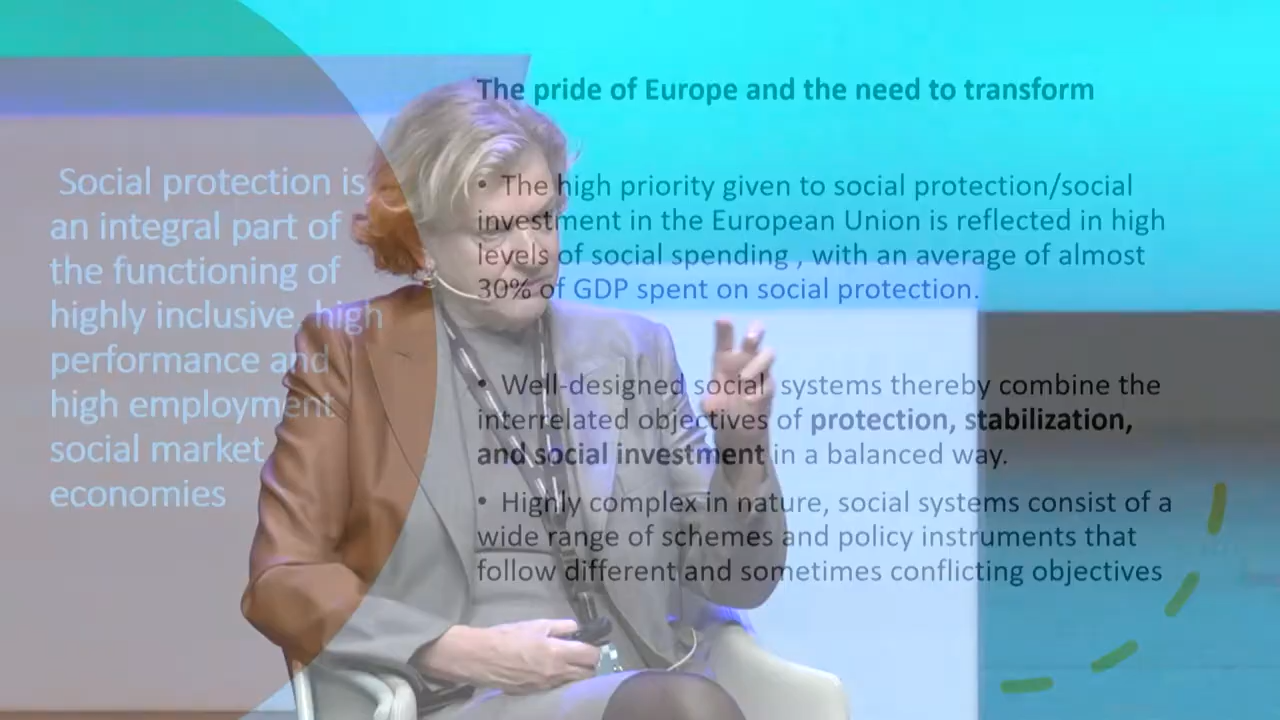 Social protection is
an integral part of
the functioning of
highly inclusive, high
performance and
high employment
social market
economies
The pride of Europe and the need to transform
• The high priority given to social protection/social
investment in the European Union is reflected in high
levels of social spending , with an average of almost
30% of GDP spent on social protection.
• Well-designed social  systems thereby combine the
interrelated objectives of protection, stabilization,
and social investment in a balanced way.
• Highly complex in nature, social systems consist of a
wide range of schemes and policy instruments that
follow different and sometimes conflicting objectives